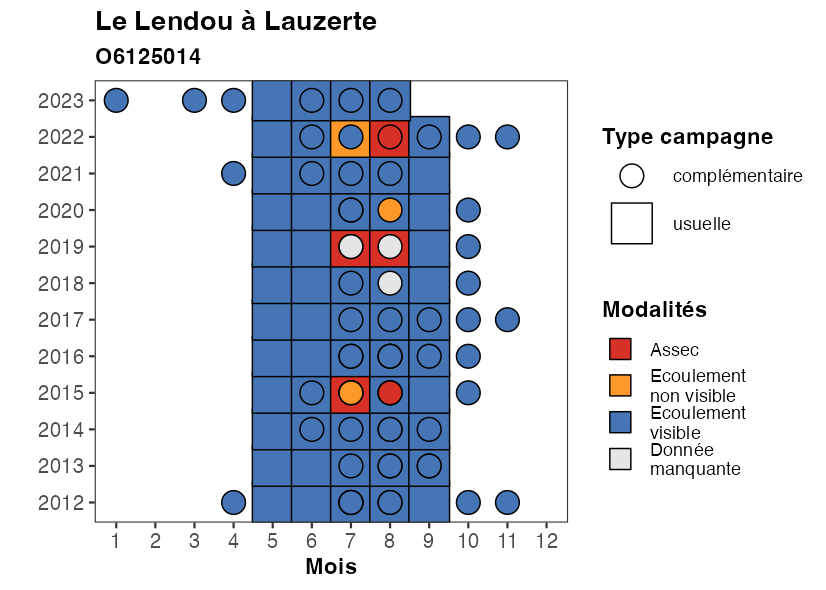 Le Lendou à Lauzerte
O6125014
2023
2022
2021
2020
2019
2018
2017
2016
2015
2014
2013
2012
1 2 3 4 5 6 7 8 9 10 11 12
Mois
Type campagne
complémentaire
usuelle
Modalités
Assec
Ecoulement
non visible
Ecoulement
visible
Donnée
manquante